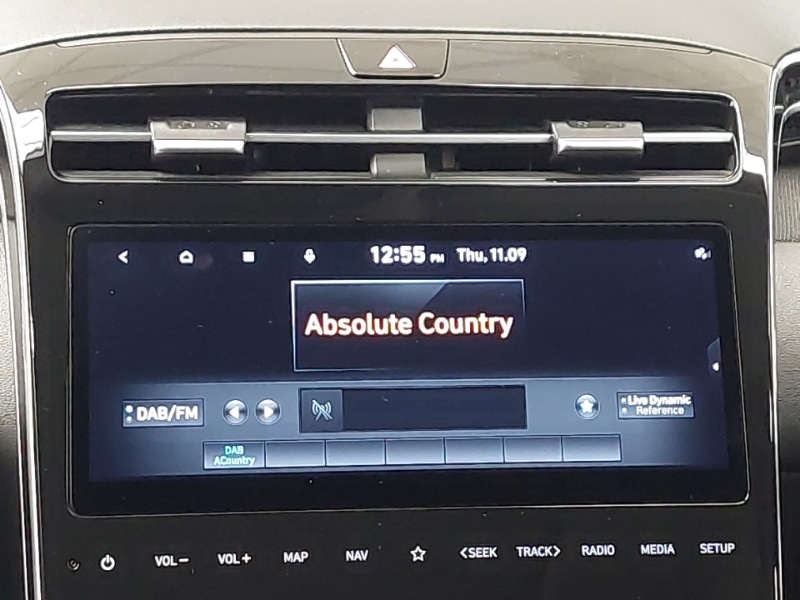 12:55 PM Thu, 11.09
Absolute Country
DAB/FM
Live Dynamic
Reference
DAB
ACountry
VOL− VOL+ MAP NAV <SEEK TRACK> RADIO MEDIA SETUP